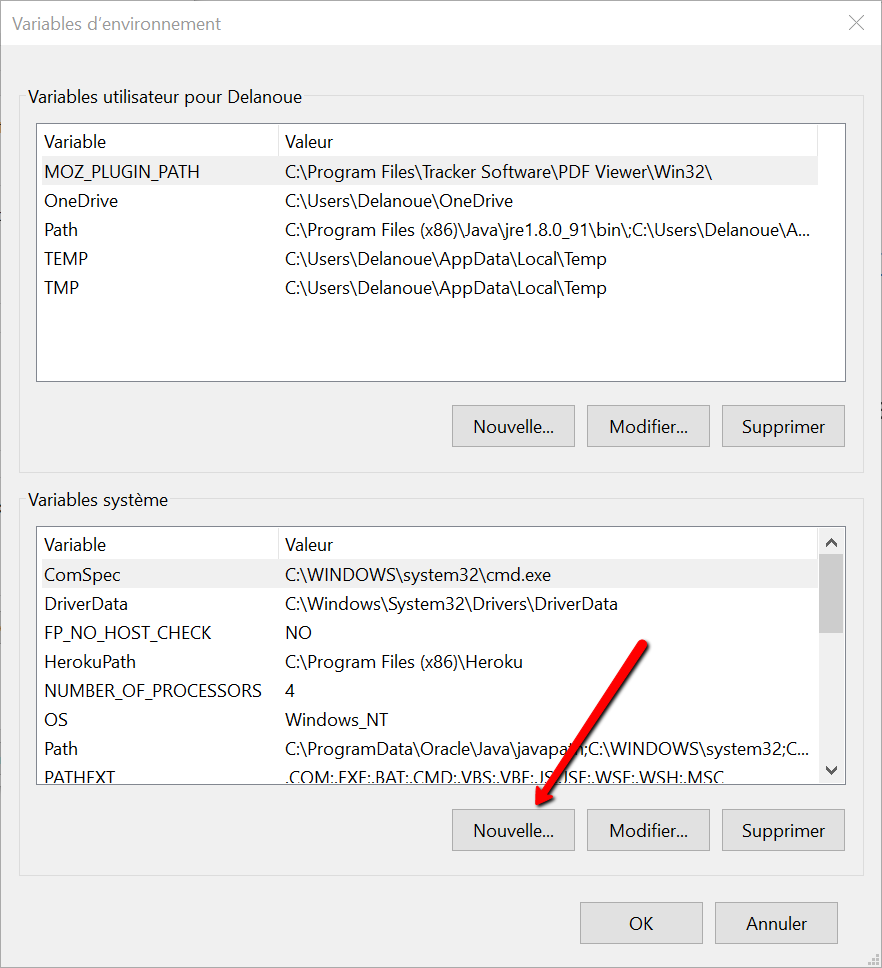 Variables d'environnement
Variables utilisateur pour Delanoue
Variable Valeur
MOZ_PLUGIN_PATH C:\Program Files\Tracker Software\PDF Viewer\Win32\
OneDrive C:\Users\Delanoue\OneDrive
Path C:\Program Files (x86)\Java\jre1.8.0_91\bin\;C:\Users\Delanoue\A...
TEMP C:\Users\Delanoue\AppData\Local\Temp
TMP C:\Users\Delanoue\AppData\Local\Temp
Nouvelle... Modifier... Supprimer
Variables système
Variable Valeur
ComSpec C:\WINDOWS\system32\cmd.exe
DriverData C:\Windows\System32\Drivers\DriverData
FP_NO_HOST_CHECK NO
HerokuPath C:\Program Files (x86)\Heroku
NUMBER_OF_PROCESSORS 4
OS Windows_NT
Path C:\ProgramData\Oracle\Java\javapath;C:\WINDOWS\system32;C...
PATHEXT .COM;.EXE;.BAT;.CMD;.VBS;.VBE;.JS;.JSE;.WSF;.WSH;.MSC
Nouvelle... Modifier... Supprimer
OK Annuler